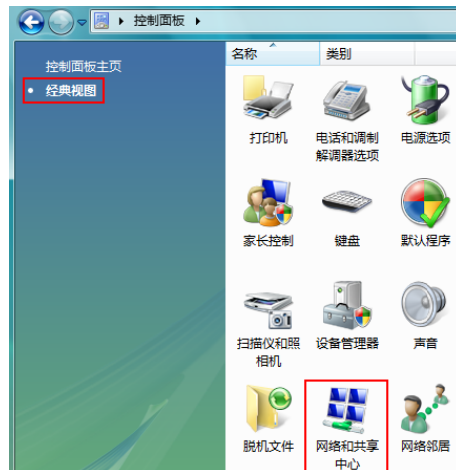 控制面板
控制面板主页
经典视图
名称 类别
打印机
电话和调制
解调器选项
电源选项
家长控制
键盘
默认程序
扫描仪和照
相机
设备管理器
声音
脱机文件
网络和共享
中心
网络邻居